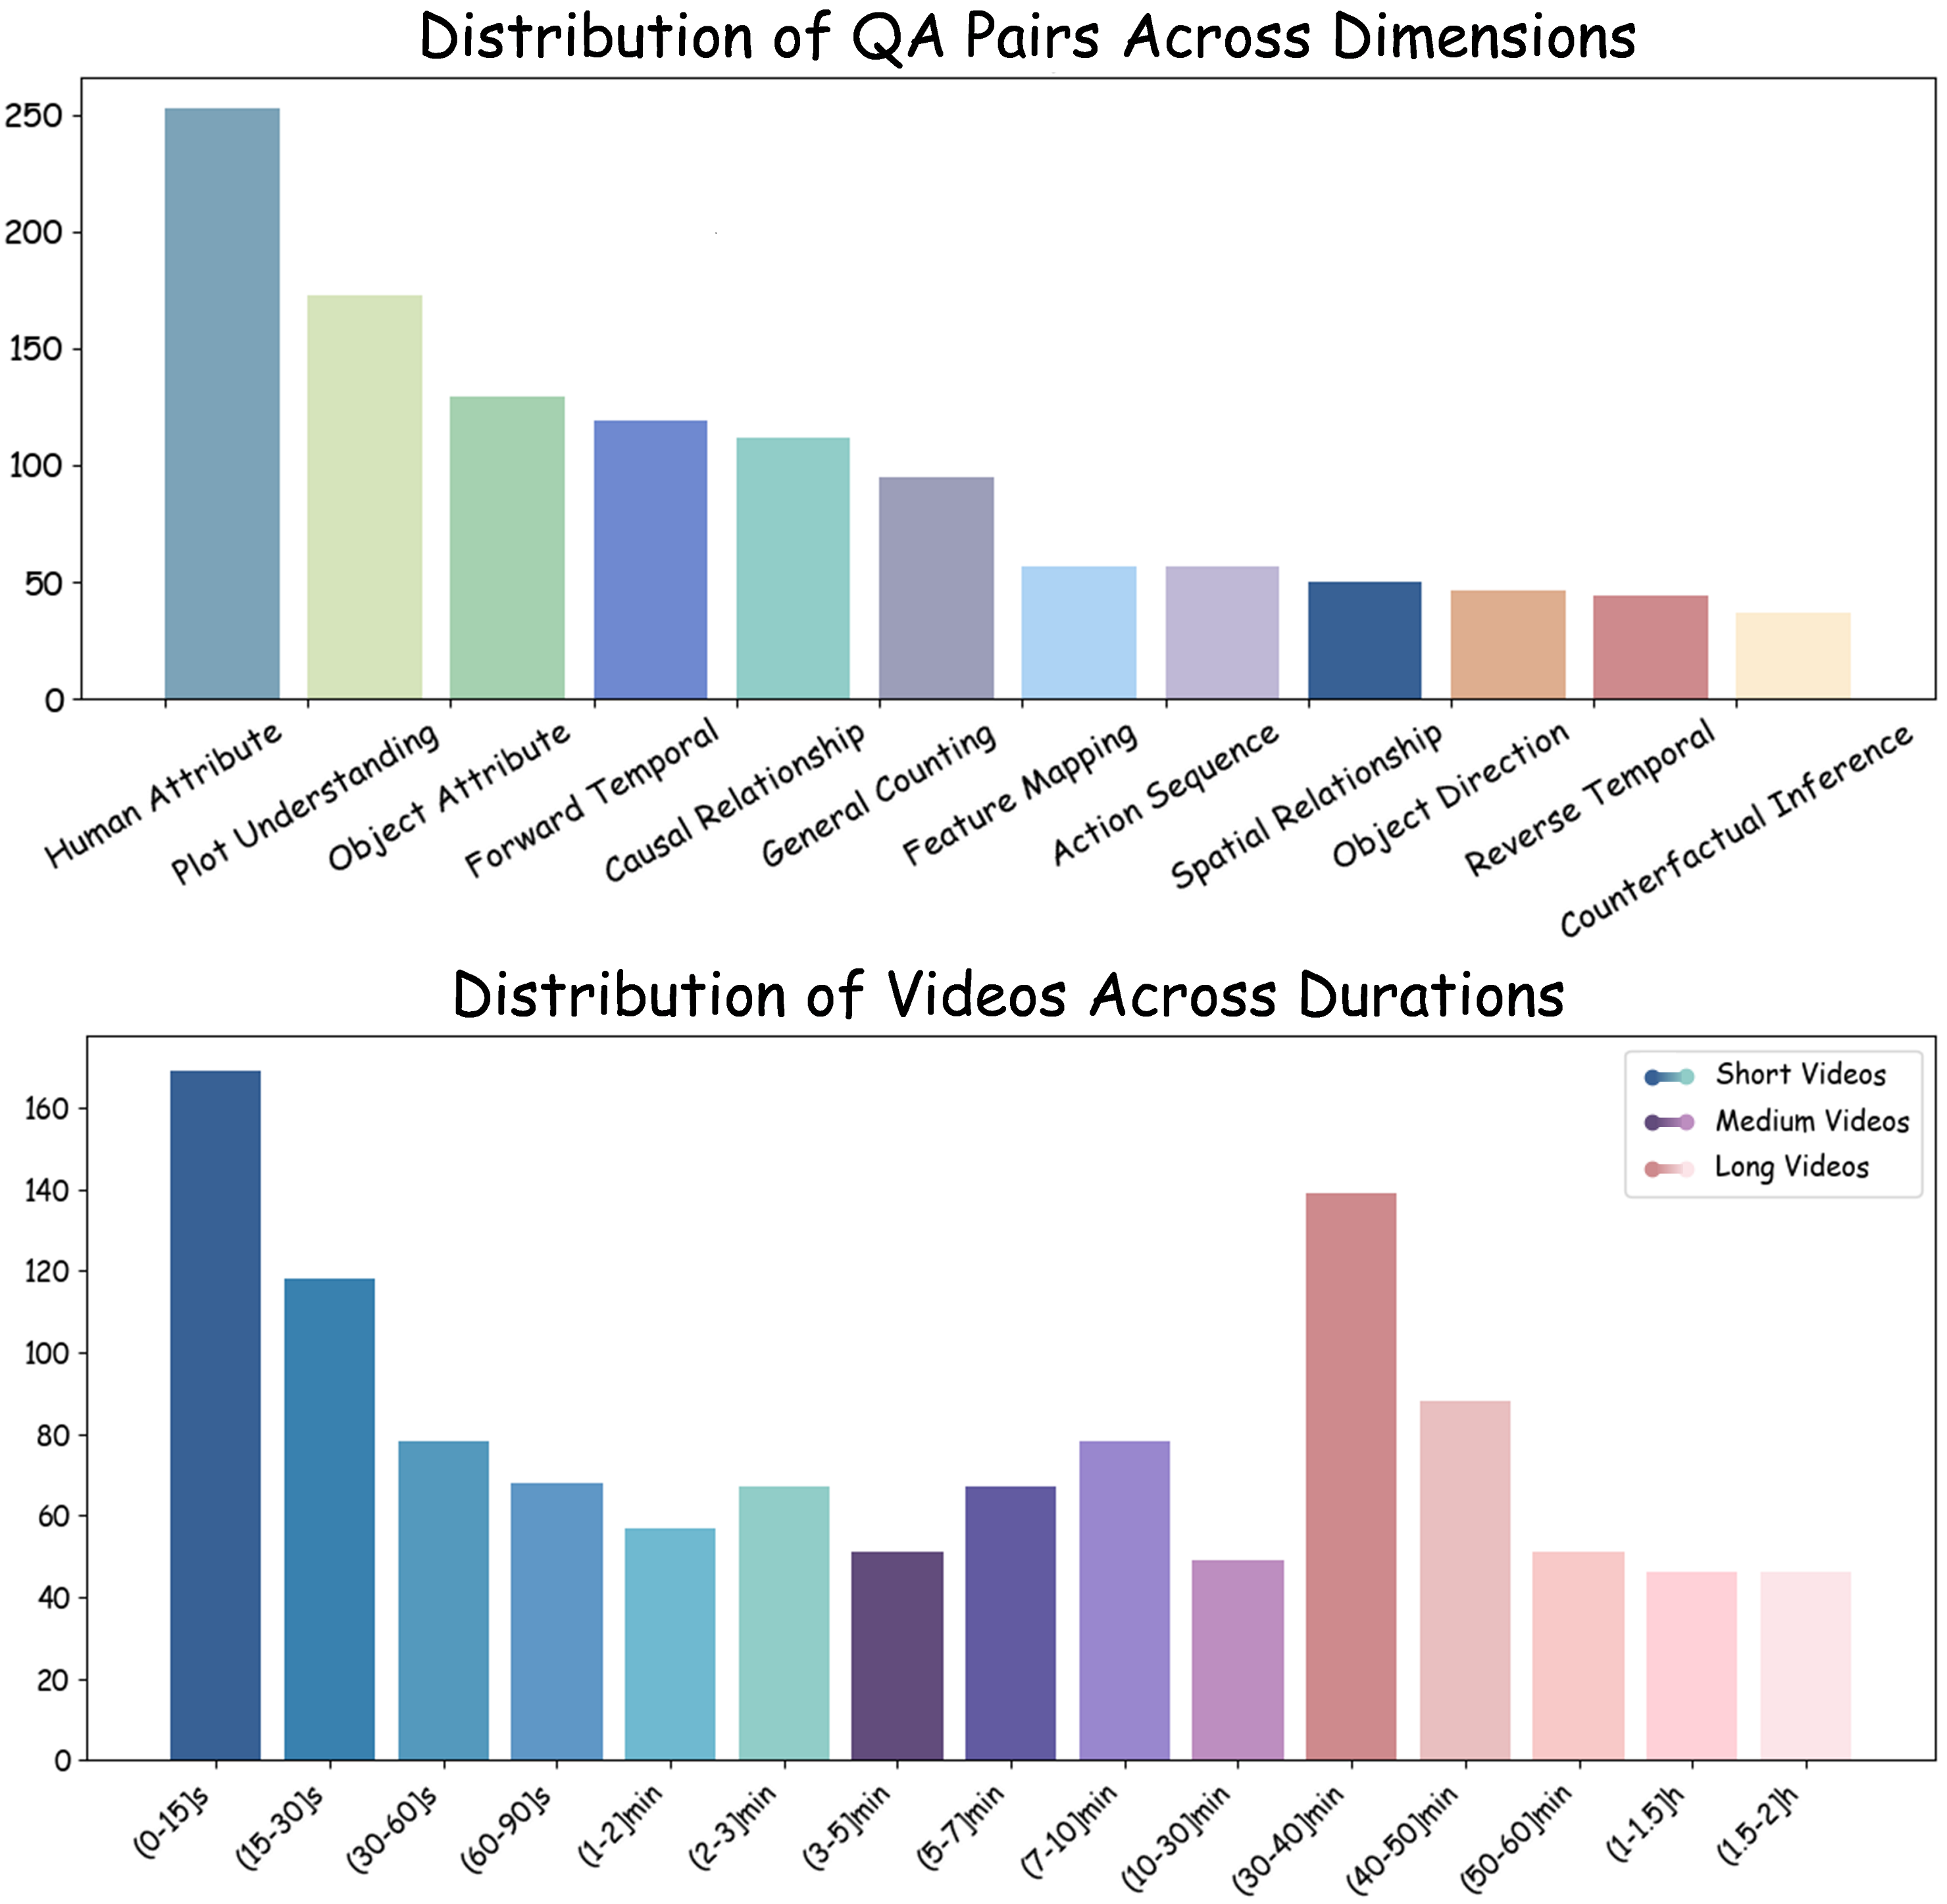 Distribution of QA Pairs Across Dimensions
250
200
150
100
50
0
Human Attribute
Plot Understanding
Object Attribute
Forward Temporal
Causal Relationship
General Counting
Feature Mapping
Action Sequence
Spatial Relationship
Object Direction
Reverse Temporal
Counterfactual Inference
Distribution of Videos Across Durations
Short Videos
Medium Videos
Long Videos
160
140
120
100
80
60
40
20
0
(0-15]s
(15-30]s
(30-60]s
(60-90]s
(1-2]min
(2-3]min
(3-5]min
(5-7]min
(7-10]min
(10-30]min
(30-40]min
(40-50]min
(50-60]min
(1-1.5]h
(1.5-2]h